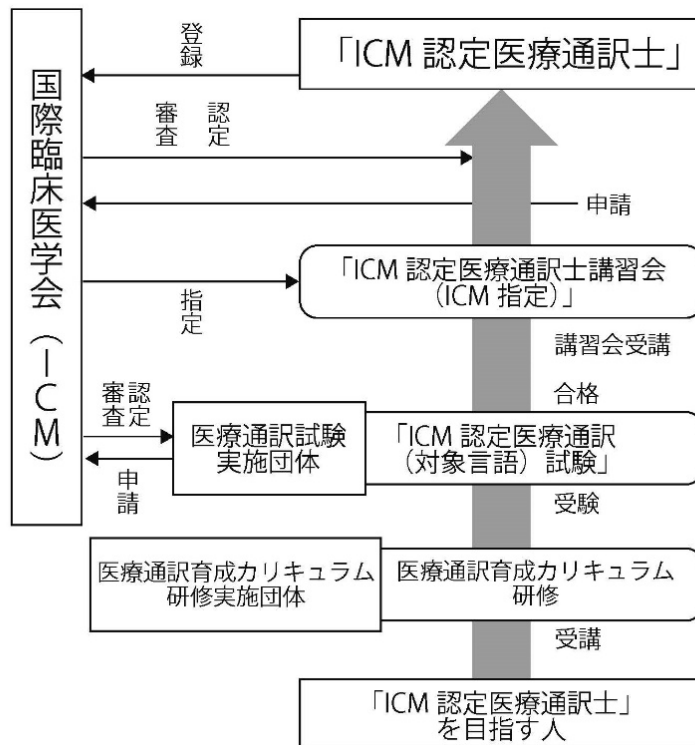 「ICM 認定医療通訳士」
登録
審査
認定
申請
国際臨床医学会（ICM）
指定
「ICM 認定医療通訳士講習会
（ICM 指定）」
講習会受講
合格
審査
認定
申請
医療通訳試験
実施団体
「ICM 認定医療通訳
（対象言語）試験」
受験
医療通訳育成カリキュラム
研修実施団体
医療通訳育成カリキュラム
研修
受講
「ICM 認定医療通訳士」
を目指す人